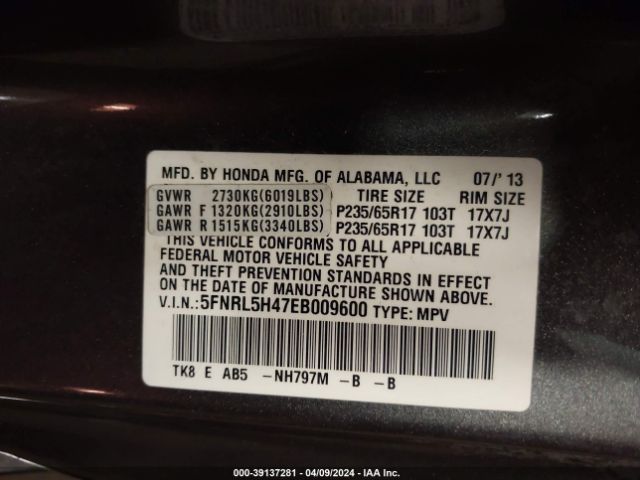 MFD. BY HONDA MFG. OF ALABAMA, LLC 07/' 13
GVWR 2730KG(6019LBS) TIRE SIZE RIM SIZE
GAWR F 1320KG(2910LBS) P235/65R17 103T 17X7J
GAWR R 1515KG(3340LBS) P235/65R17 103T 17X7J
THIS VEHICLE CONFORMS TO ALL APPLICABLE
FEDERAL MOTOR VEHICLE SAFETY
AND THEFT PREVENTION STANDARDS IN EFFECT
ON THE DATE OF MANUFACTURE SHOWN ABOVE.
V.I.N.: 5FNRL5H47EB009600 TYPE: MPV
TK8 E AB5 -NH797M -B -B
000-39137281 - 04/09/2024 - IAA Inc.